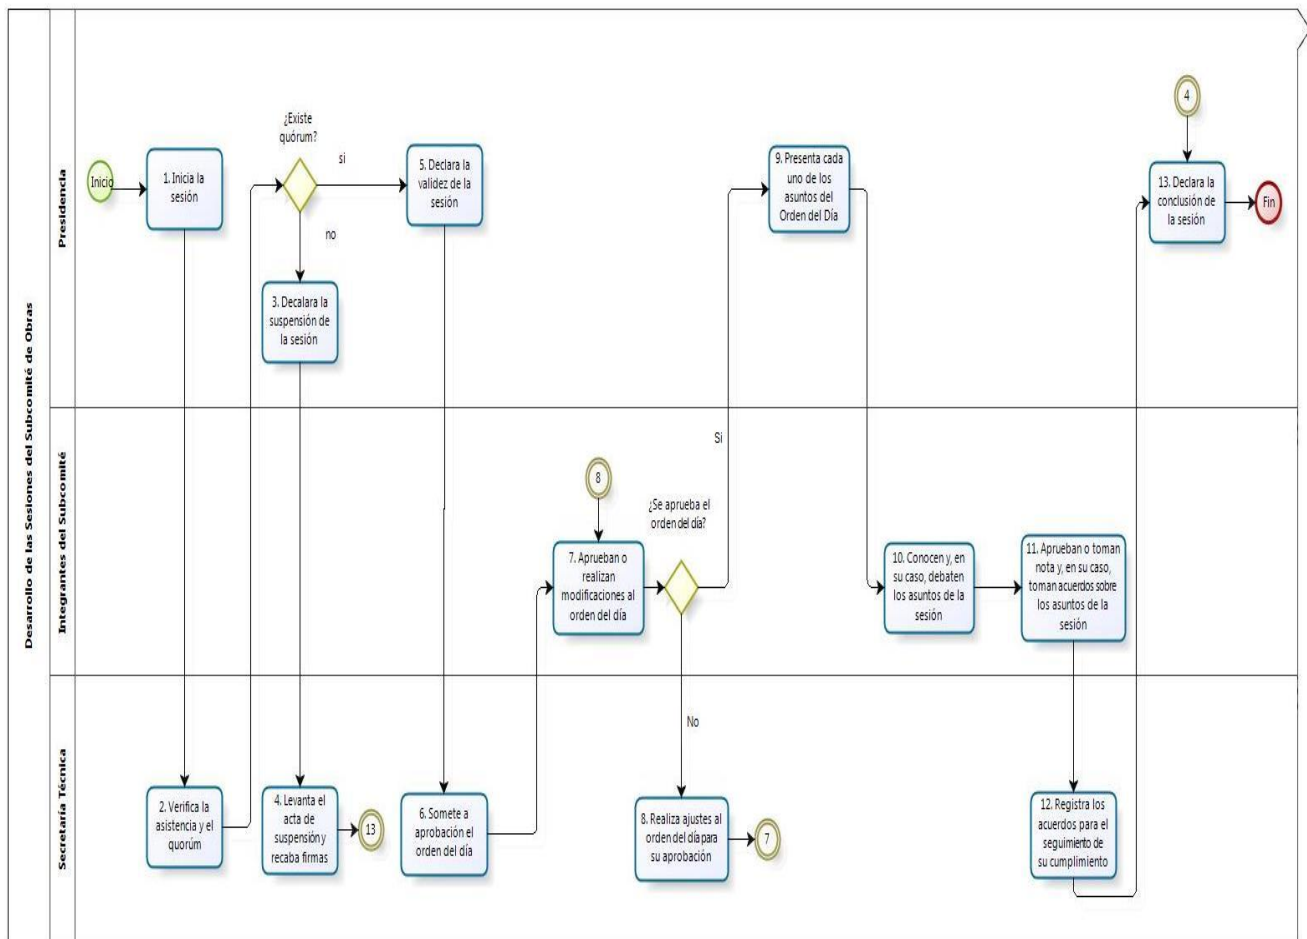 Desarrollo de las Sesiones del Subcomité de Obras
Presidencia
Inicio
1. Inicia la
sesión
¿Existe
quórum?
si
no
3. Decalara la
suspensión de
la sesión
5. Declara la
validez de la
sesión
9. Presenta cada
uno de los
asuntos del
Orden del Día
4
13. Declara la
conclusión de
la sesión
Fin
Integrantes del Subcomité
8
7. Aprueban o
realizan
modificaciones al
orden del día
¿Se aprueba el
orden del día?
Si
No
10. Conocen y, en
su caso, debaten
los asuntos de la
sesión
11. Aprueban o toman
nota y, en su caso,
toman acuerdos sobre
los asuntos de la
sesión
Secretaría Técnica
2. Verifica la
asistencia y el
quorúm
4. Levanta el
acta de
suspensión y
recaba firmas
13
6. Somete a
aprobación el
orden del día
8. Realiza ajustes al
orden del día para
su aprobación
7
12. Registra los
acuerdos para el
seguimiento de
su cumplimiento